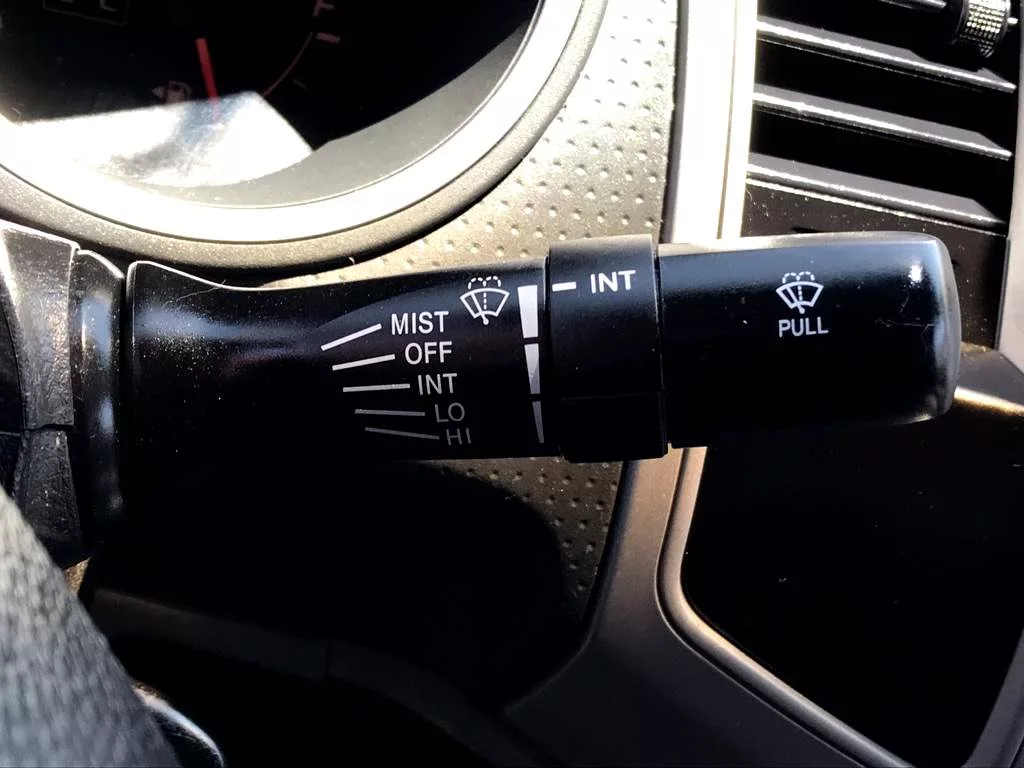 F
INT
MIST
OFF
INT
LO
HI
PULL